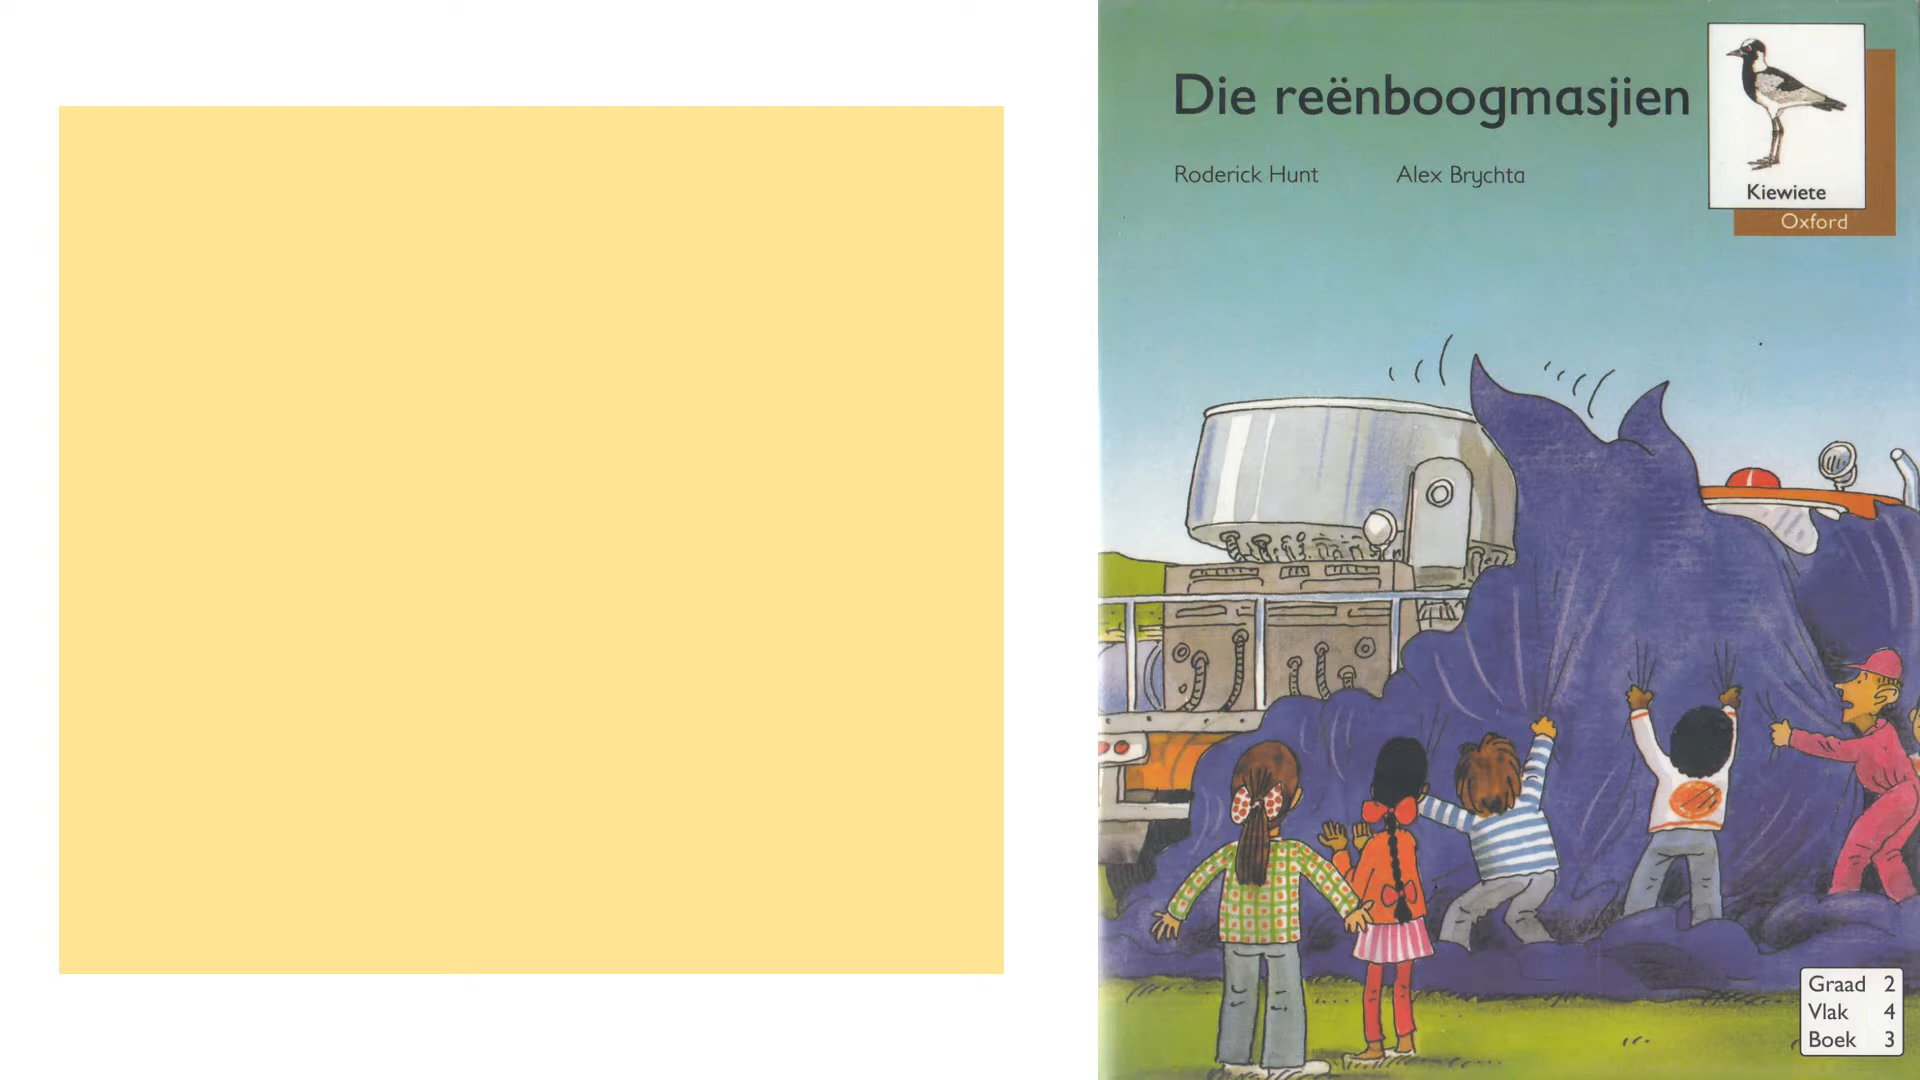 Die reënboogmasjien
Roderick Hunt Alex Brychta
Kiewiete
Oxford
Graad 2
Vlak 4
Boek 3